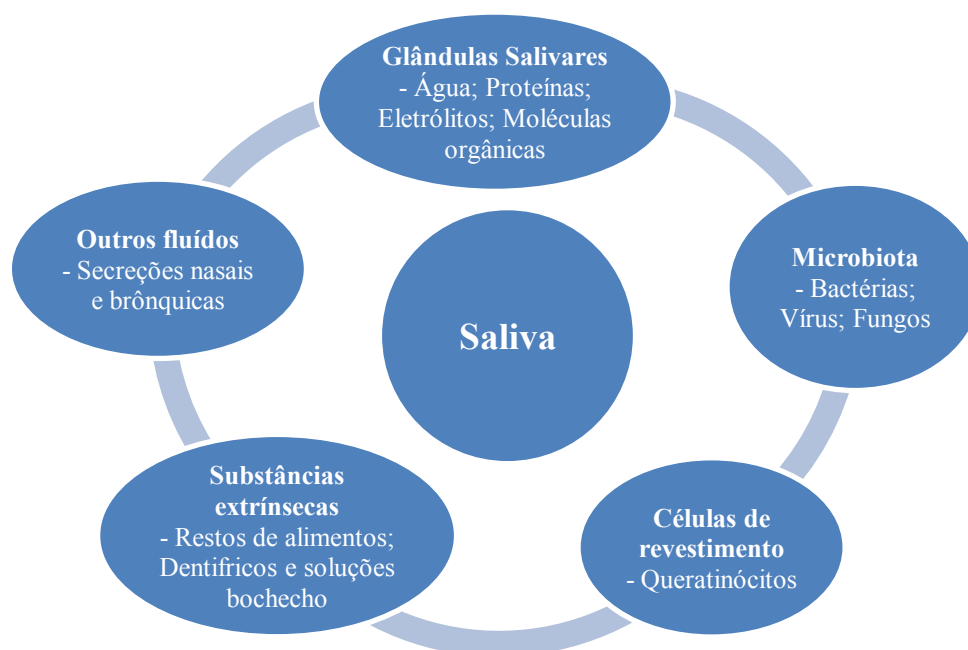 Glândulas Salivares
- Água; Proteínas;
Eletrólitos; Moléculas
orgânicas
Outros fluídos
- Secreções nasais
e brônquicas
Microbiota
- Bactérias;
Vírus; Fungos
Saliva
Substâncias
extrínsecas
- Restos de alimentos;
Dentifricos e soluções
bochecho
Células de
revestimento
- Queratinócitos